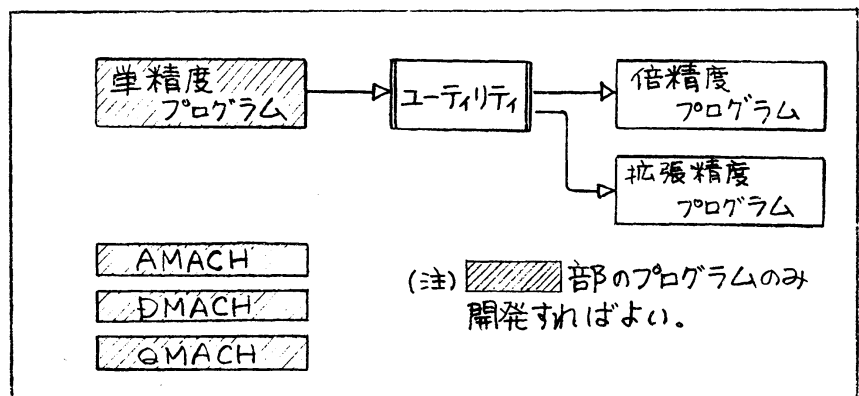 単精度
プログラム
ユーティリティ
倍精度
プログラム
拡張精度
プログラム
AMACH
DMACH
QMACH
(注) 部のプログラムのみ
開発すればよい。